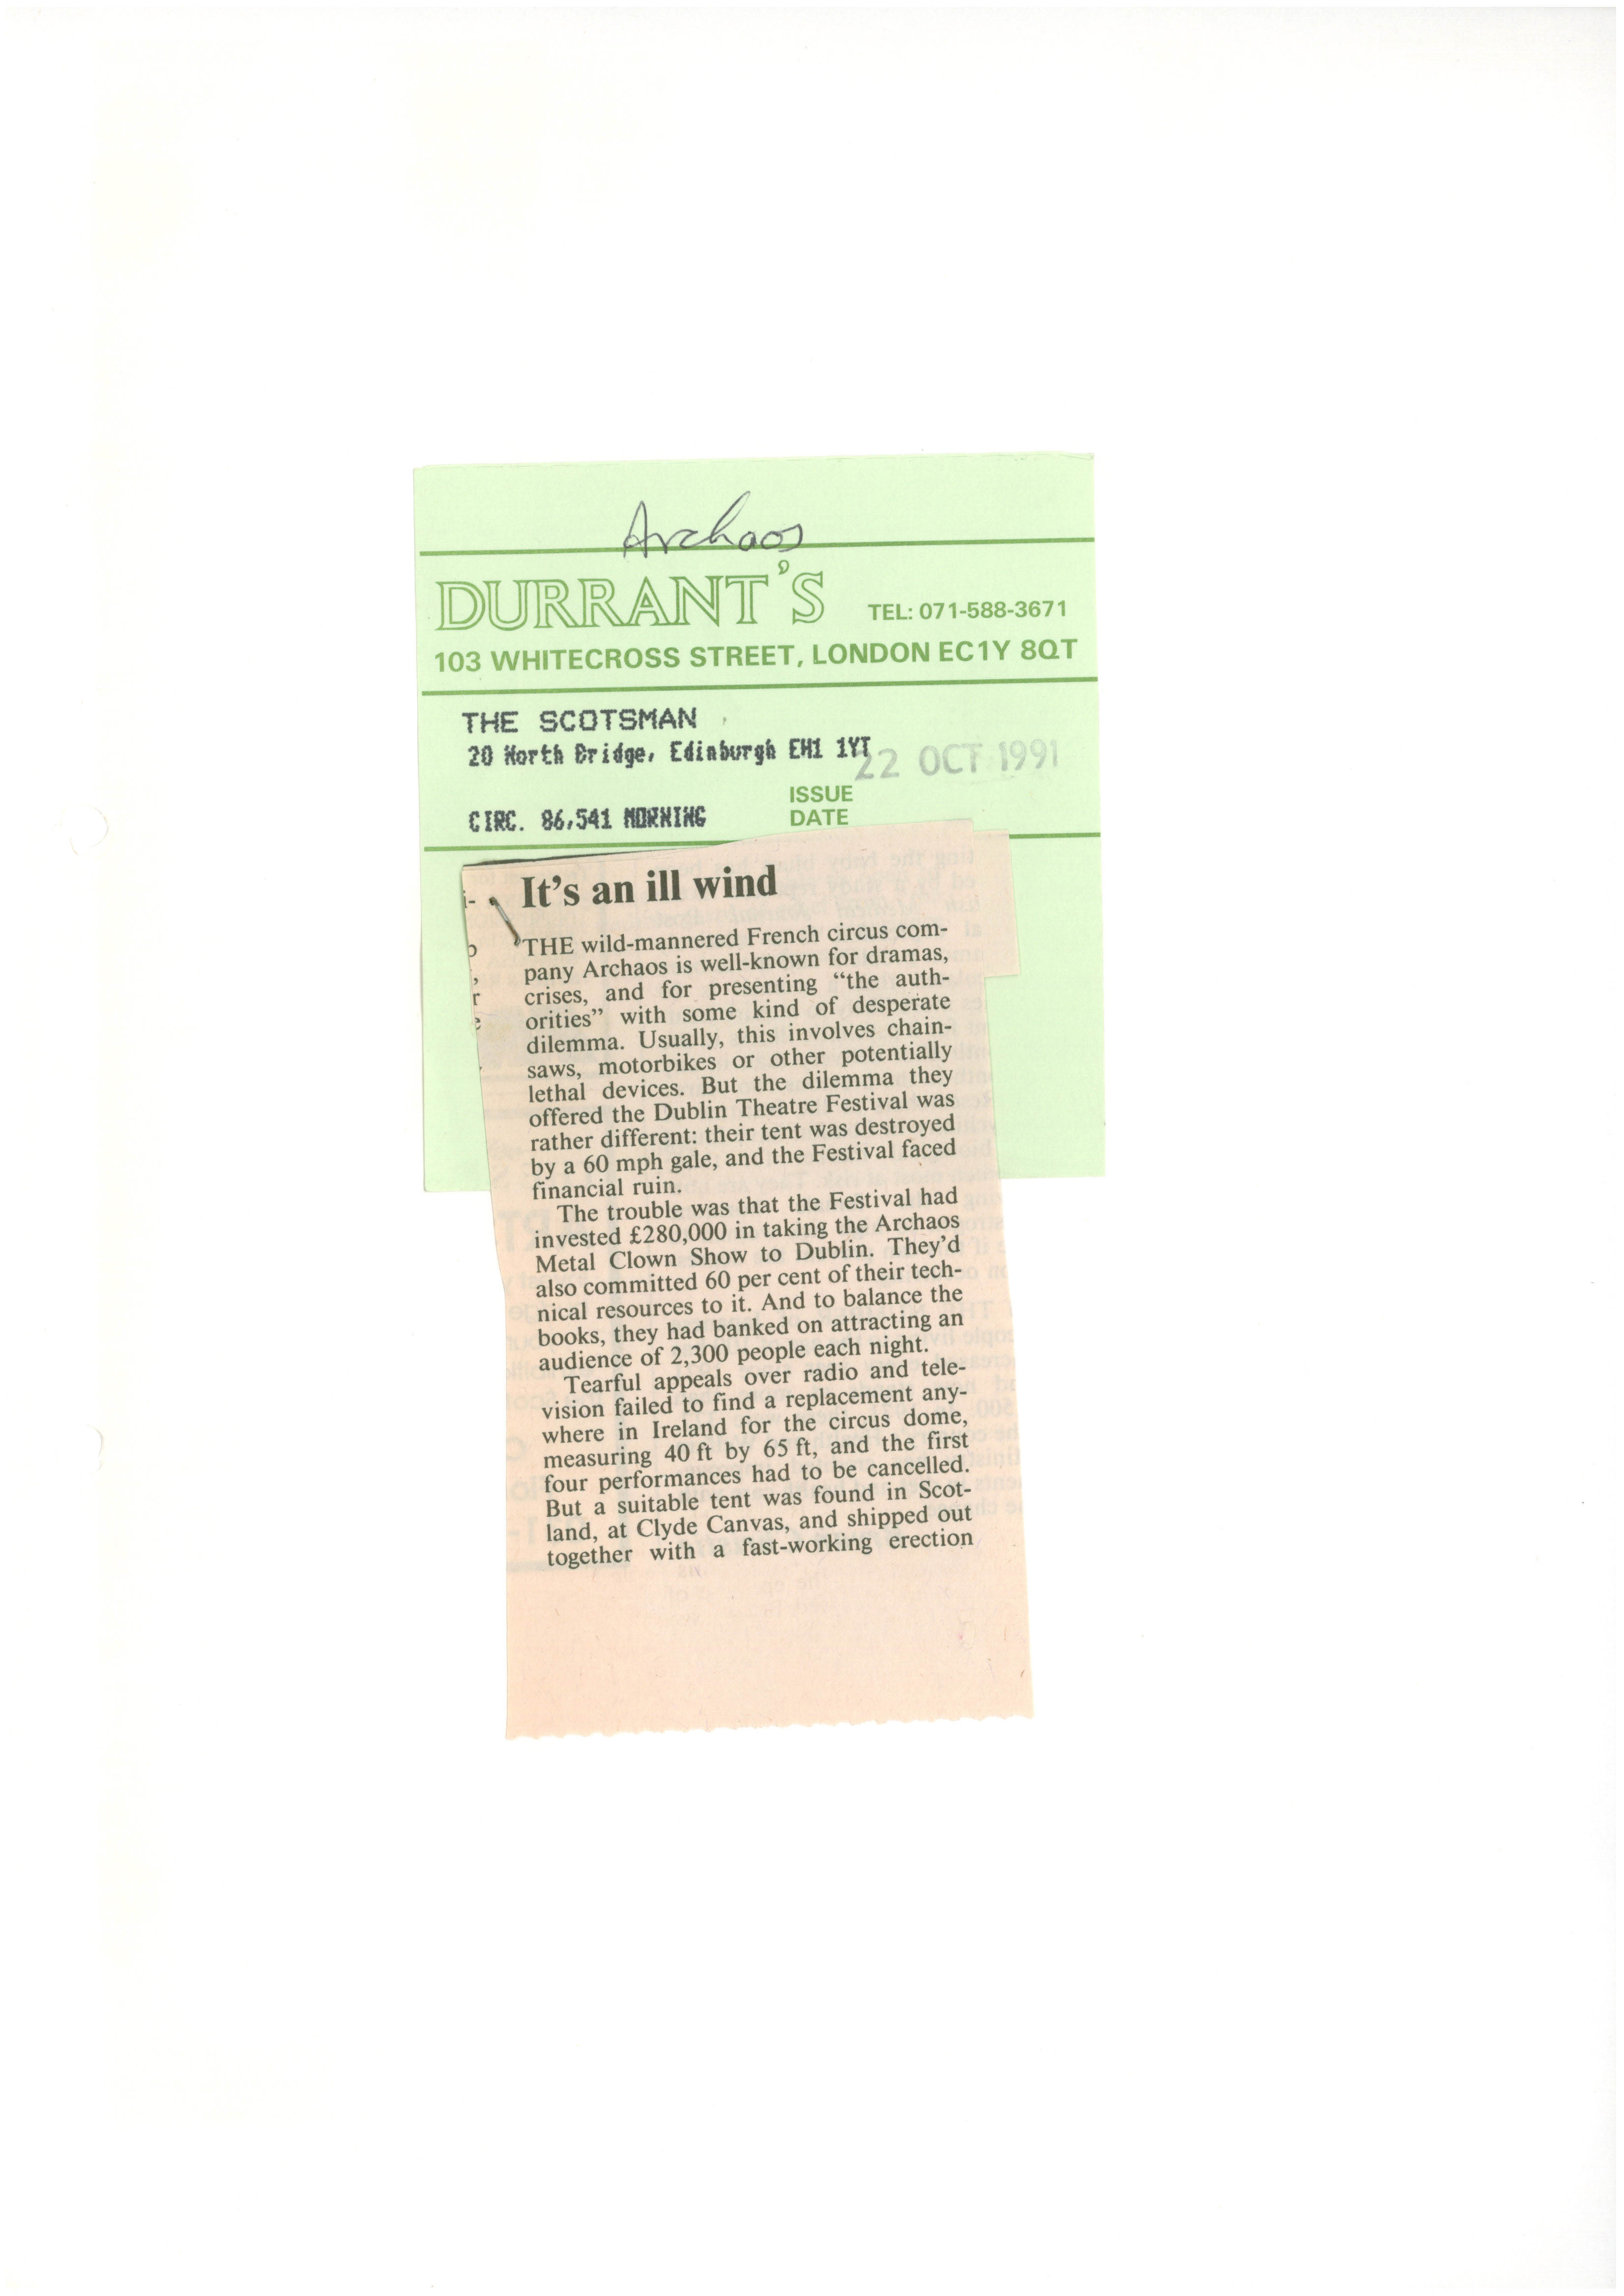 Archaos
DURRANT'S TEL: 071-588-3671
103 WHITECROSS STREET, LONDON EC1Y 8QT
THE SCOTSMAN
20 North Bridge, Edinburgh EH1 1YT
22 OCT 1991
ISSUE
CIRC. 86,541 MORNING DATE
It's an ill wind
THE wild-mannered French circus com-
pany Archaos is well-known for dramas,
crises, and for presenting “the auth-
orities” with some kind of desperate
dilemma. Usually, this involves chain-
saws, motorbikes or other potentially
lethal devices. But the dilemma they
offered the Dublin Theatre Festival was
rather different: their tent was destroyed
by a 60 mph gale, and the Festival faced
financial ruin.
The trouble was that the Festival had
invested £280,000 in taking the Archaos
Metal Clown Show to Dublin. They'd
also committed 60 per cent of their tech-
nical resources to it. And to balance the
books, they had banked on attracting an
audience of 2,300 people each night.
Tearful appeals over radio and tele-
vision failed to find a replacement any-
where in Ireland for the circus dome,
measuring 40 ft by 65 ft, and the first
four performances had to be cancelled.
But a suitable tent was found in Scot-
land, at Clyde Canvas, and shipped out
together with a fast-working erection